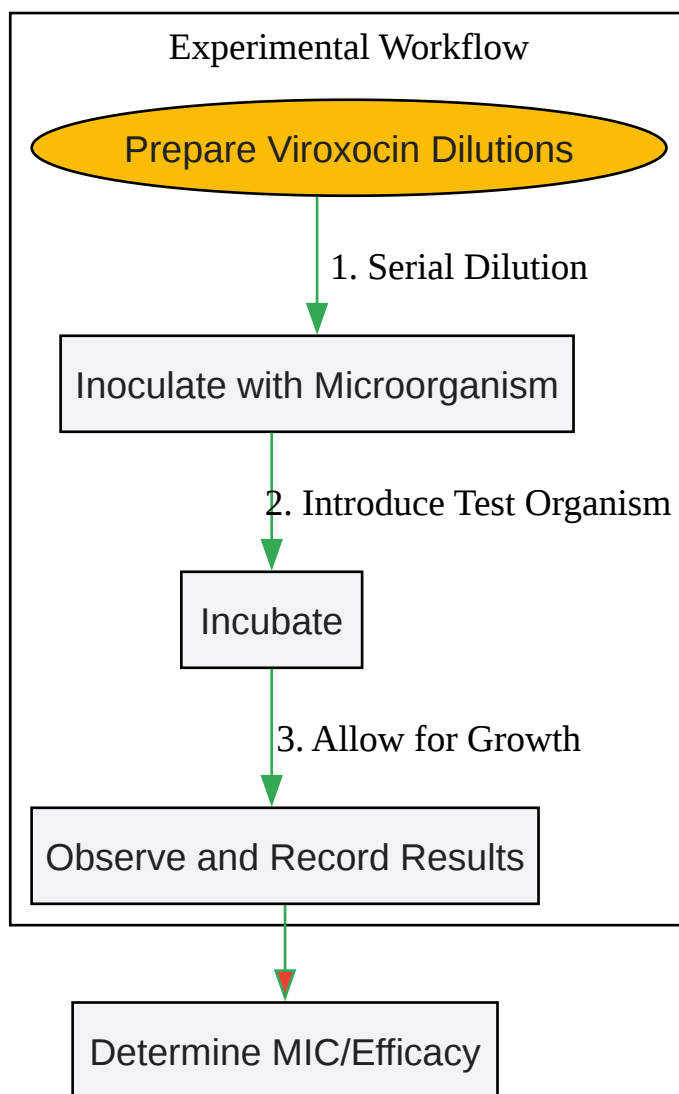 Experimental Workflow
Prepare Viroxocin Dilutions
1. Serial Dilution
Inoculate with Microorganism
2. Introduce Test Organism
Incubate
3. Allow for Growth
Observe and Record Results
Determine MIC/Efficacy